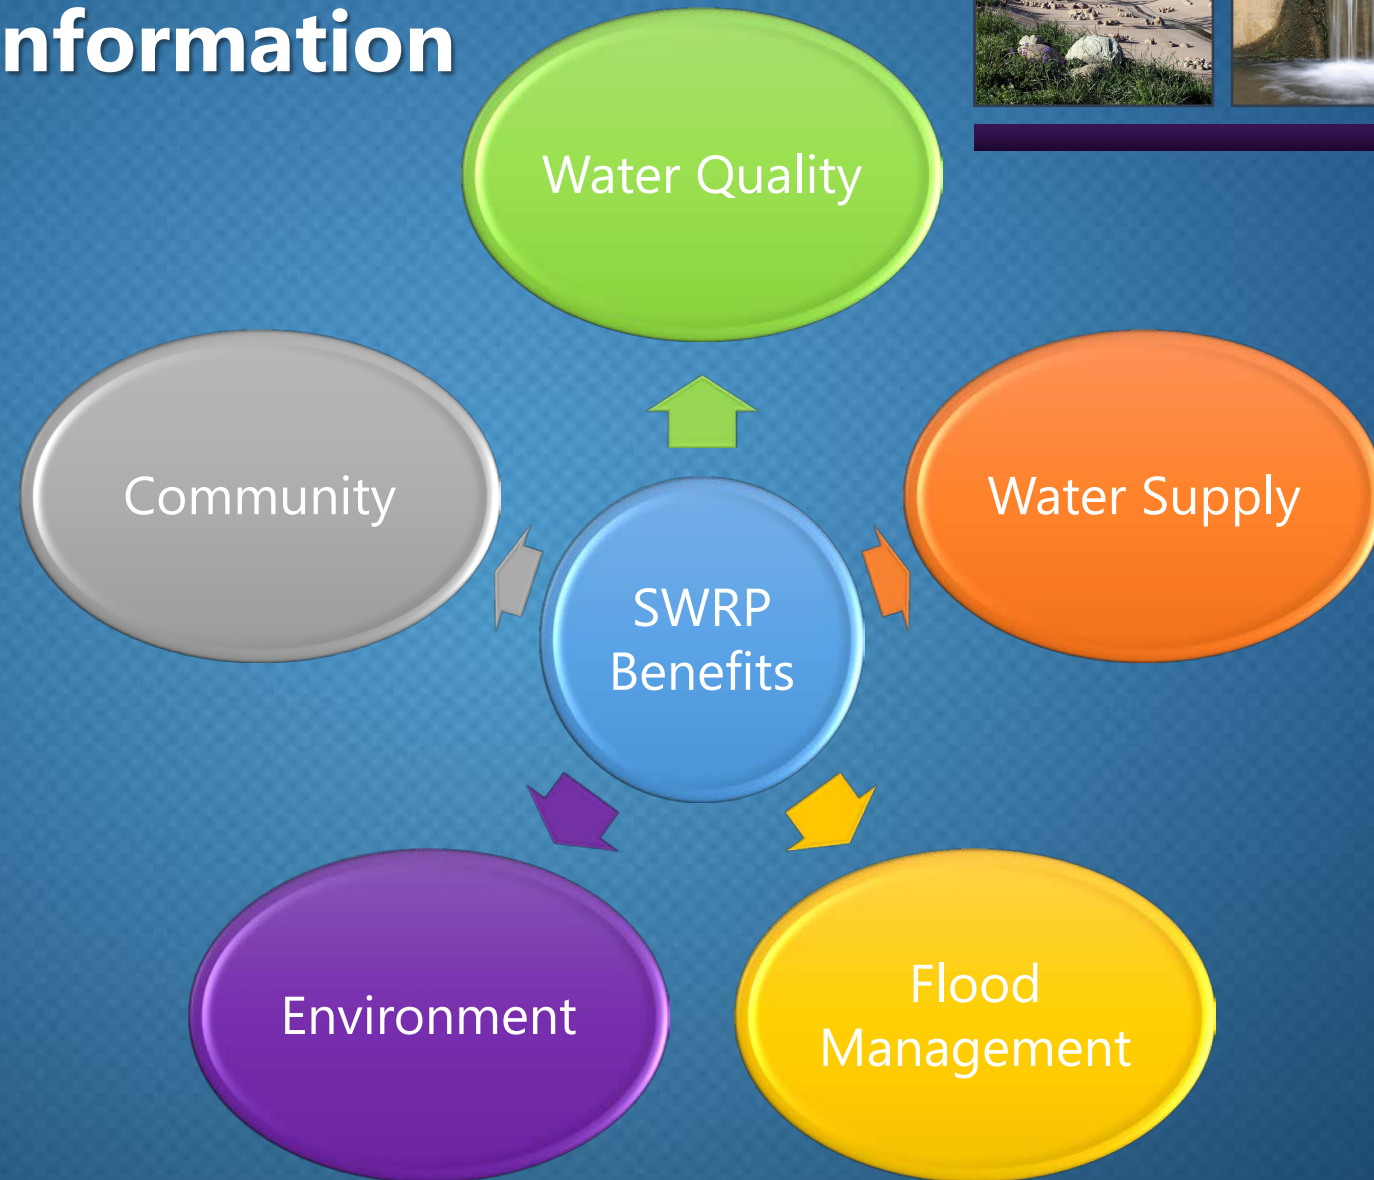 nformation
Water Quality
Community
Water Supply
SWRP
Benefits
Environment
Flood
Management